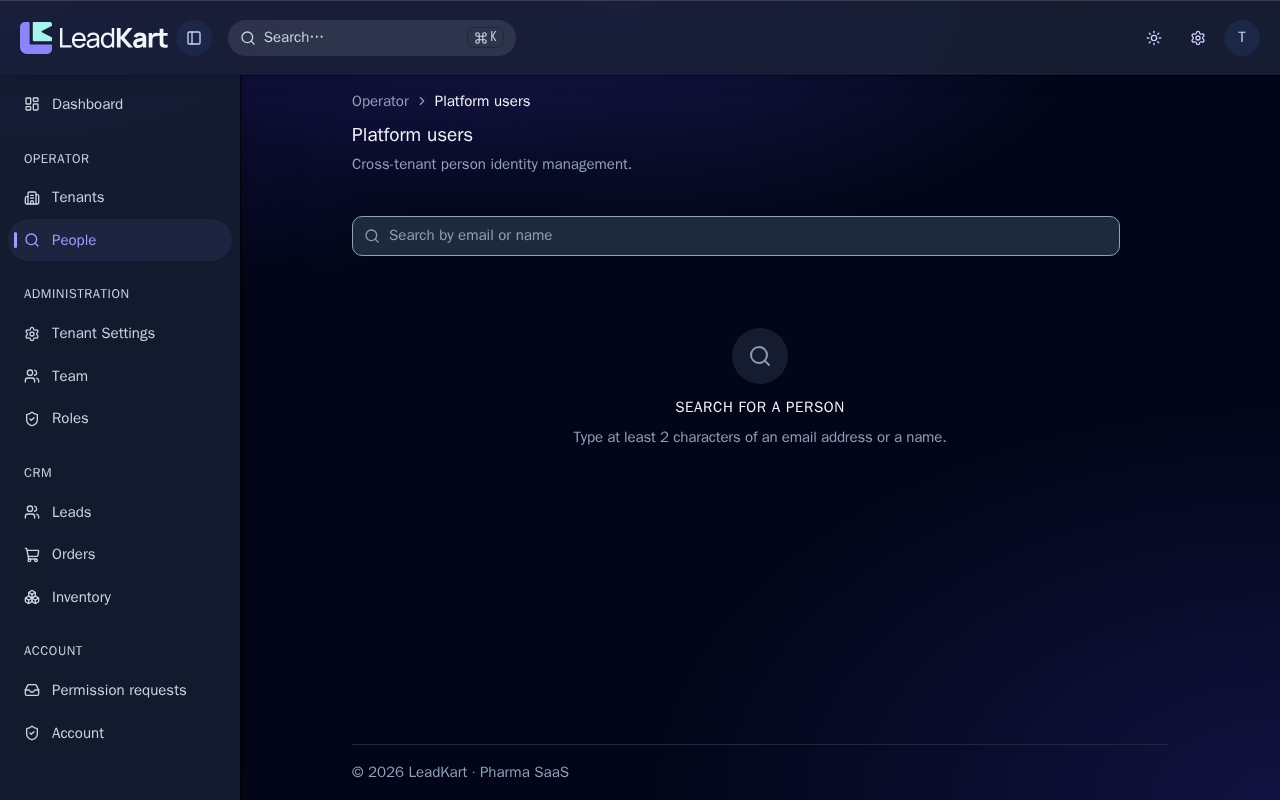 LeadKart
Search…
⌘K
T
Dashboard
OPERATOR
Tenants
People
ADMINISTRATION
Tenant Settings
Team
Roles
CRM
Leads
Orders
Inventory
ACCOUNT
Permission requests
Account
Operator > Platform users
Platform users
Cross-tenant person identity management.
Search by email or name
SEARCH FOR A PERSON
Type at least 2 characters of an email address or a name.
© 2026 LeadKart · Pharma SaaS